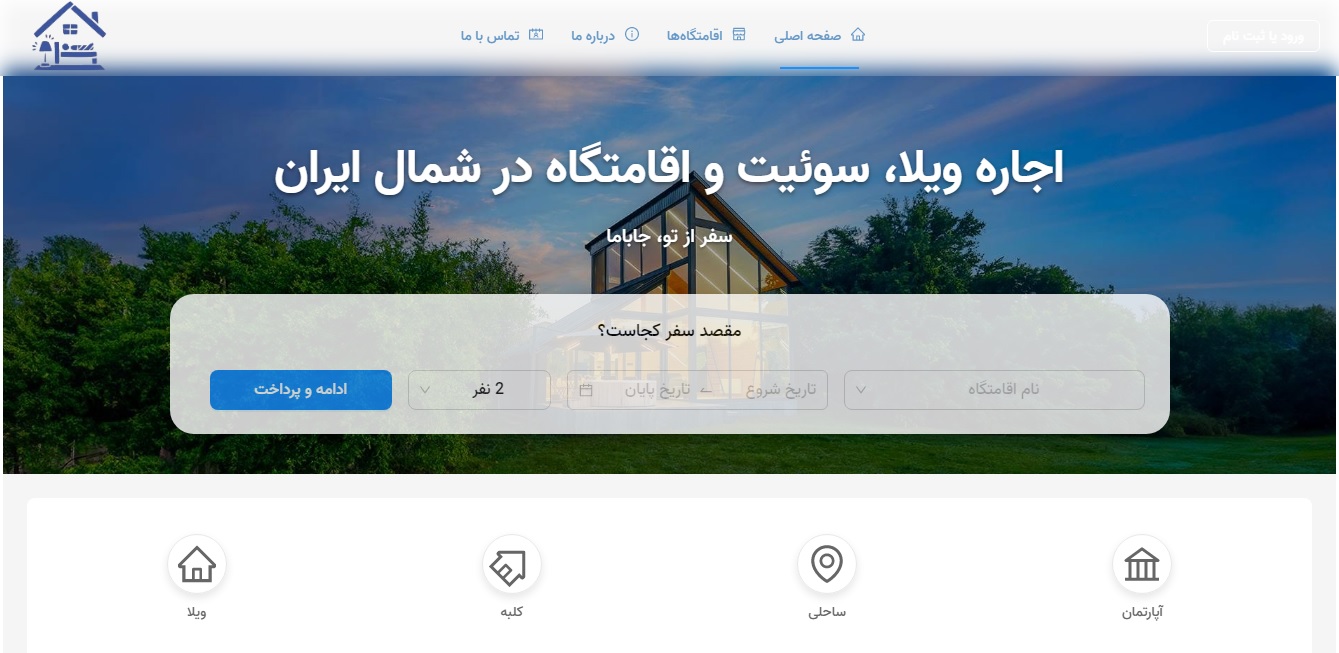 ورود یا ثبت نام
صفحه اصلی
اقامتگاه‌ها
درباره ما
تماس با ما
اجاره ویلا، سوئیت و اقامتگاه در شمال ایران
سفر از تو، جاباما
مقصد سفر کجاست؟
نام اقامتگاه
تاریخ شروع
تاریخ پایان
2 نفر
ادامه و پرداخت
آپارتمان
ساحلی
کلبه
ویلا